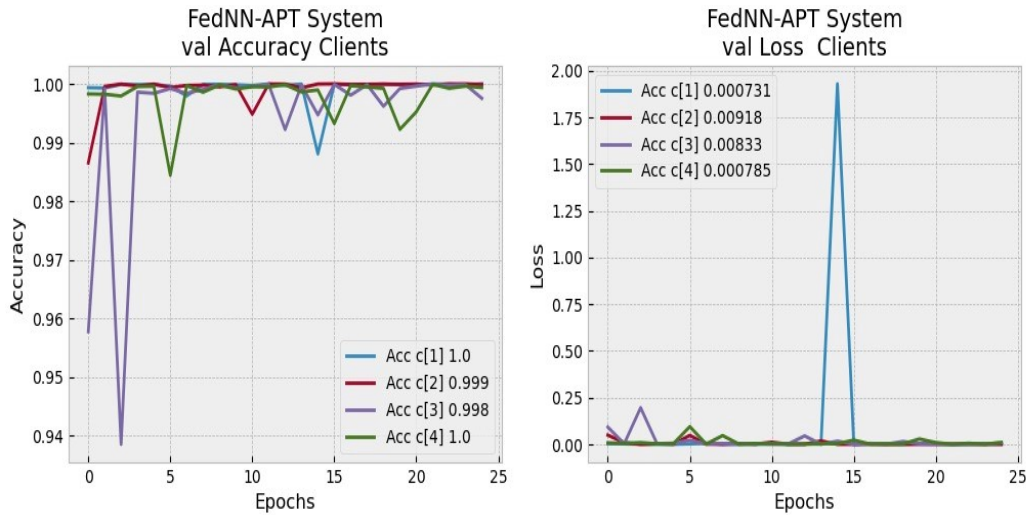 FedNN-APT System
val Accuracy Clients
1.00
0.99
0.98
0.97
0.96
0.95
0.94
Accuracy
Acc c[1] 1.0
Acc c[2] 0.999
Acc c[3] 0.998
Acc c[4] 1.0
0 5 10 15 20 25
Epochs
FedNN-APT System
val Loss  Clients
2.00
1.75
1.50
1.25
1.00
0.75
0.50
0.25
0.00
Loss
Acc c[1] 0.000731
Acc c[2] 0.00918
Acc c[3] 0.00833
Acc c[4] 0.000785
0 5 10 15 20 25
Epochs